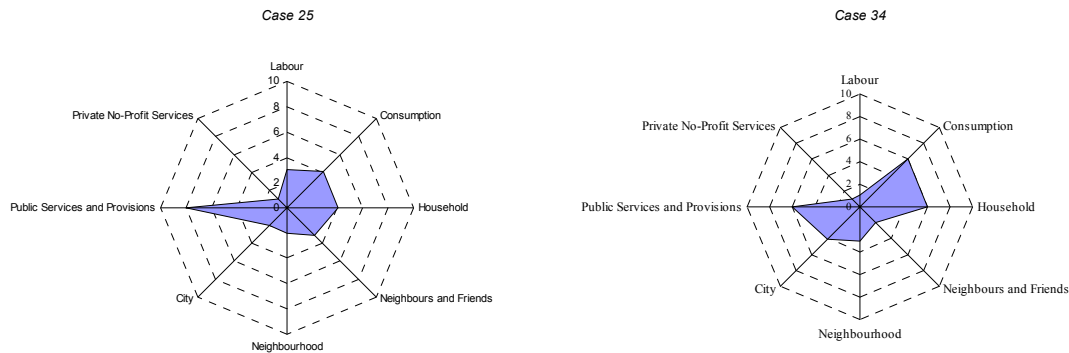 Case 25
Labour
10
Private No-Profit Services
Consumption
8
6
4
2
Public Services and Provisions
0
Household
City
Neighbours and Friends
Neighbourhood
Case 34
Labour
10
Private No-Profit Services
Consumption
8
6
4
2
Public Services and Provisions
0
Household
City
Neighbours and Friends
Neighbourhood